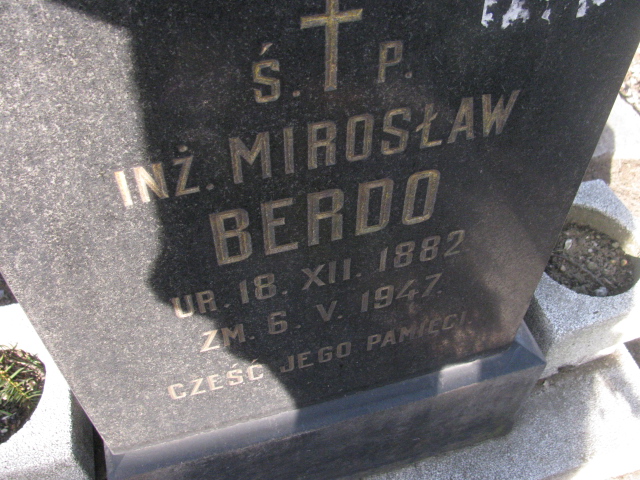 Ś. P.
INŻ. MIROSŁAW
BERDO
UR. 18. XII. 1882
ZM. 6. V. 1947.
CZEŚĆ JEGO PAMIĘCI